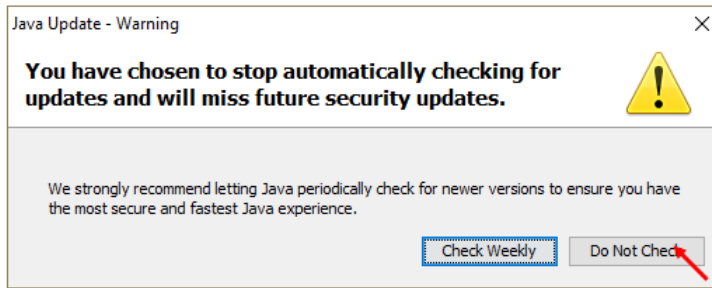 Java Update - Warning
You have chosen to stop automatically checking for
updates and will miss future security updates.
We strongly recommend letting Java periodically check for newer versions to ensure you have
the most secure and fastest Java experience.
Check Weekly
Do Not Check